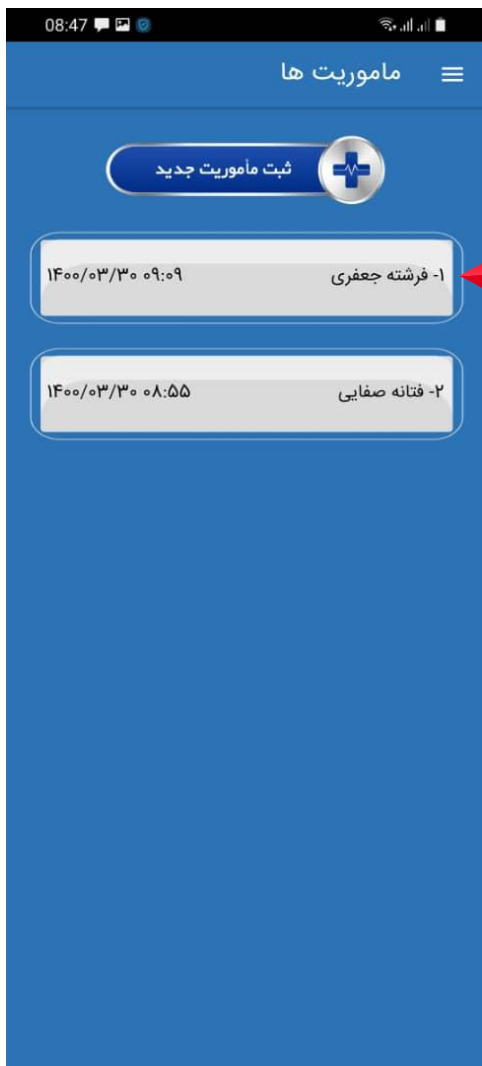 08:47
ماموریت ها
ثبت مأموریت جدید
۱- فرشته جعفری ۱۴۰۰/۰۳/۳۰ ۰۹:۰۹
۲- فتانه صفایی ۱۴۰۰/۰۳/۳۰ ۰۸:۵۵